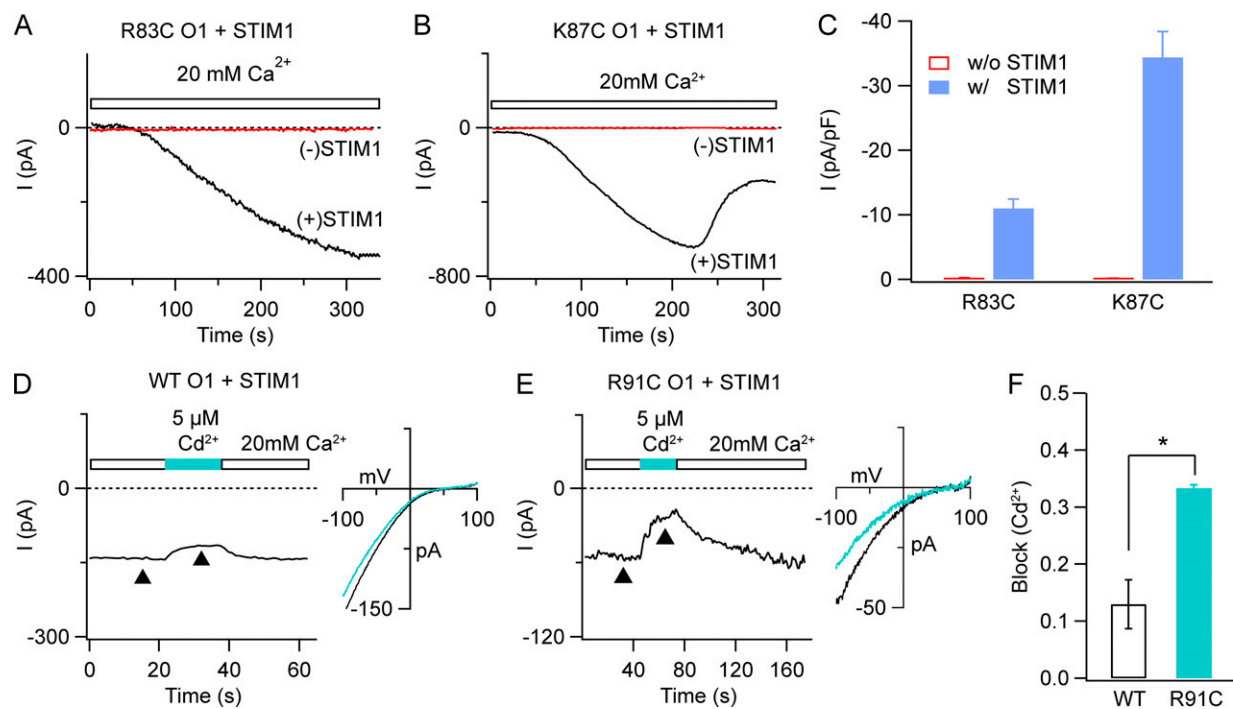 A
R83C O1 + STIM1
20 mM Ca²⁺
0
I (pA)
(-)STIM1
(+)STIM1
-400
0 100 200 300
Time (s)
B
K87C O1 + STIM1
20mM Ca²⁺
0
I (pA)
(-)STIM1
(+)STIM1
-800
0 100 200 300
Time (s)
C
-40
-30
-20
-10
0
I (pA/pF)
w/o STIM1
w/ STIM1
R83C K87C
D
WT O1 + STIM1
5 µM
Cd²⁺ 20mM Ca²⁺
0
I (pA)
-300
0 20 40 60
Time (s)
mV
-100 100
pA
-150
E
R91C O1 + STIM1
5 µM
Cd²⁺ 20mM Ca²⁺
0
I (pA)
-120
0 40 80 120 160
Time (s)
mV
-100 100
pA
-50
F
0.5
0.4
0.3
0.2
0.1
0.0
Block (Cd²⁺)
*
WT R91C